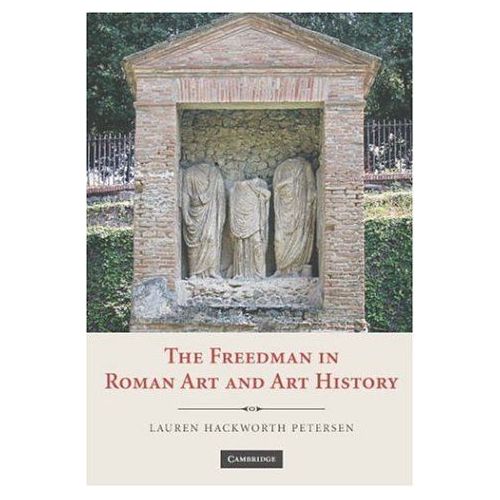 THE FREEDMAN IN
ROMAN ART AND ART HISTORY
LAUREN HACKWORTH PETERSEN
CAMBRIDGE